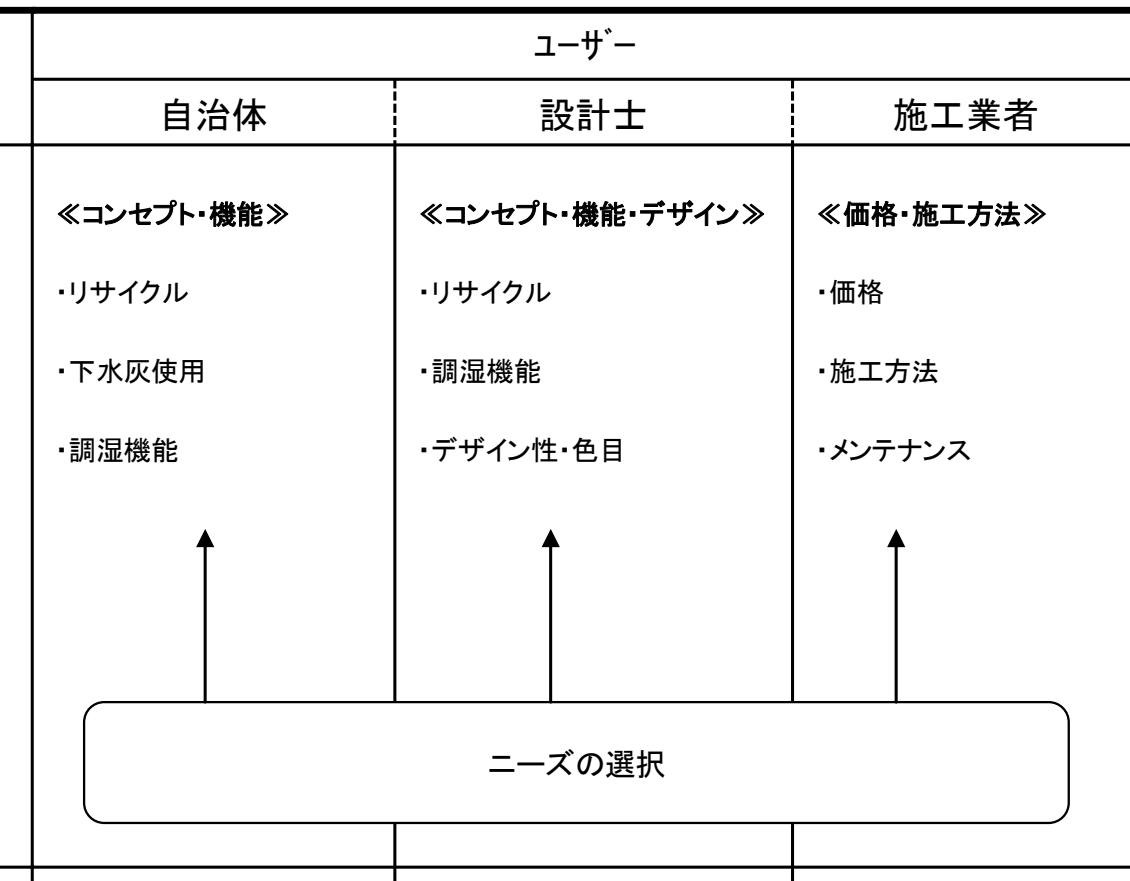 ユーザー
自治体
設計士
施工業者
≪コンセプト・機能≫
・リサイクル
・下水灰使用
・調湿機能
≪コンセプト・機能・デザイン≫
・リサイクル
・調湿機能
・デザイン性・色目
≪価格・施工方法≫
・価格
・施工方法
・メンテナンス
ニーズの選択